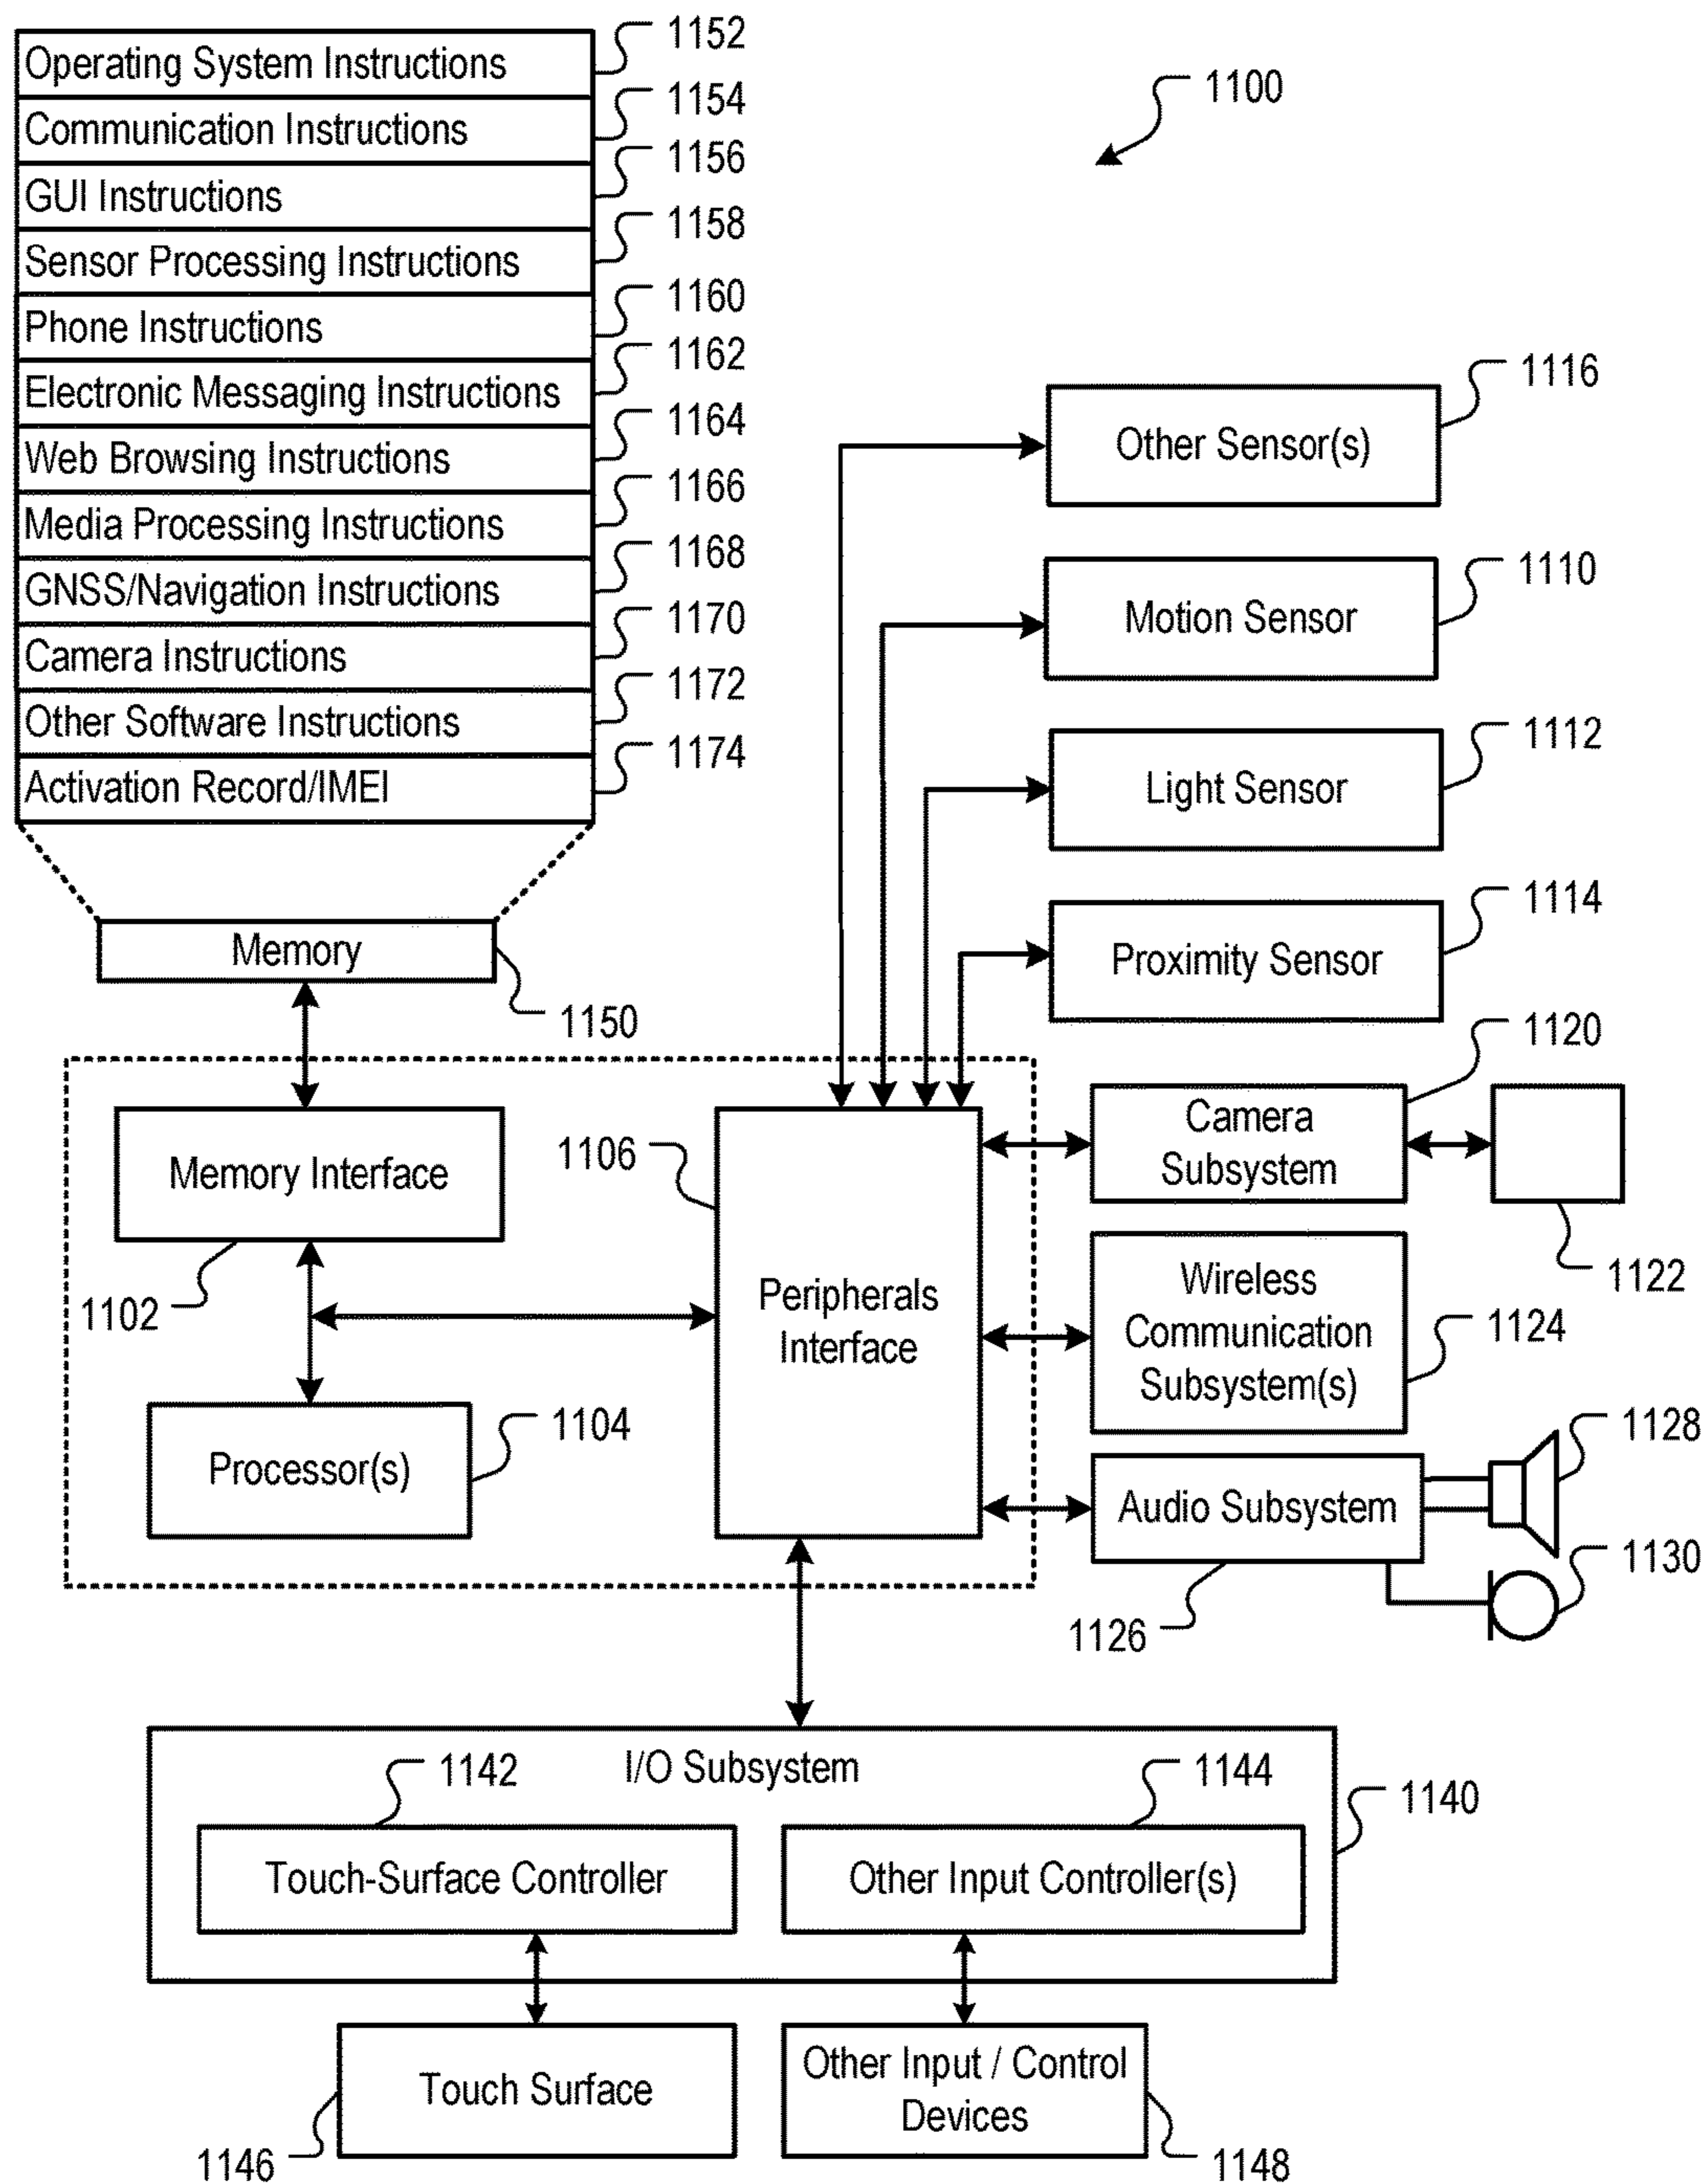 Operating System Instructions
1152
Communication Instructions
1154
GUI Instructions
1156
Sensor Processing Instructions
1158
Phone Instructions
1160
Electronic Messaging Instructions
1162
Web Browsing Instructions
1164
Media Processing Instructions
1166
GNSS/Navigation Instructions
1168
Camera Instructions
1170
Other Software Instructions
1172
Activation Record/IMEI
1174
1100
Memory
1150
Other Sensor(s)
1116
Motion Sensor
1110
Light Sensor
1112
Proximity Sensor
1114
Memory Interface
1102
Processor(s)
1104
1106
Peripherals
Interface
1120
Camera
Subsystem
1122
Wireless
Communication
Subsystem(s)
1124
Audio Subsystem
1126
1128
1130
I/O Subsystem
1140
1142
Touch-Surface Controller
1144
Other Input Controller(s)
Touch Surface
1146
Other Input / Control
Devices
1148